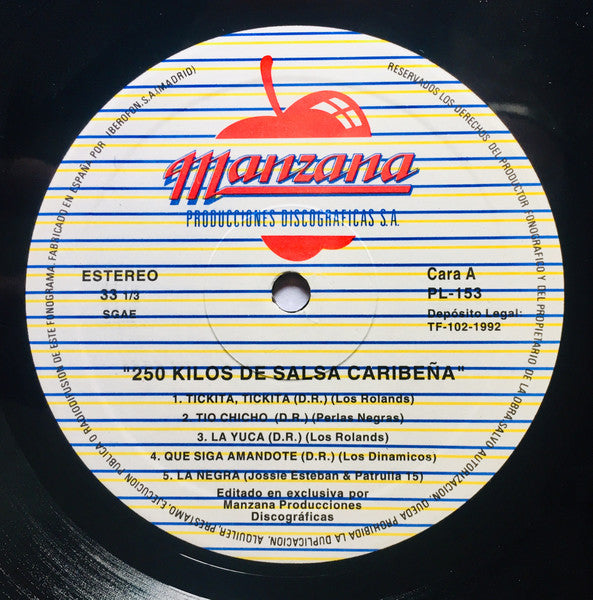 Manzana
PRODUCCIONES DISCOGRAFICAS S.A.
ESTEREO
33 1/3
SGAE
Cara A
PL-153
Depósito Legal:
TF-102-1992
"250 KILOS DE SALSA CARIBEÑA"
1. TICKITA, TICKITA (D.R.) (Los Rolands)
2. TIO CHICHO (D.R.) (Perlas Negras)
3. LA YUCA (D.R.) (Los Rolands)
4. QUE SIGA AMANDOTE (D.R.) (Los Dinamicos)
5. LA NEGRA (Jossie Esteban & Patrulla 15)
Editado en exclusiva por
Manzana Producciones
Discográficas
RESERVADOS LOS DERECHOS DEL PRODUCTOR FONOGRAFICO Y DEL PROPIETARIO DE LA OBRA SALVO AUTORIZACION, QUEDA PROHIBIDA LA DUPLICACION, ALQUILER, PRESTAMO, EJECUCION PUBLICA O RADIODIFUSION DE ESTE FONOGRAMA. FABRICADO EN ESPAÑA POR IBEROFON, S.A. (MADRID)